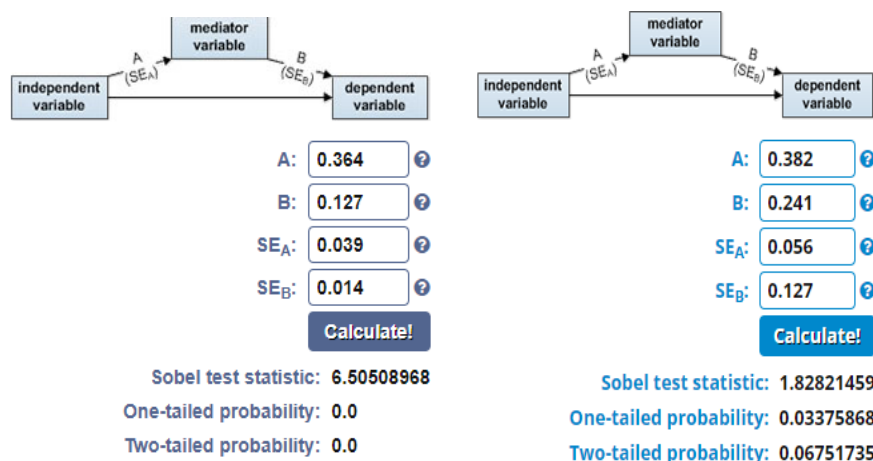 mediator
variable
A
(SEA)
B
(SEB)
independent
variable
dependent
variable
A: 0.364
B: 0.127
SEA: 0.039
SEB: 0.014
Calculate!
Sobel test statistic: 6.50508968
One-tailed probability: 0.0
Two-tailed probability: 0.0
mediator
variable
A
(SEA)
B
(SEB)
independent
variable
dependent
variable
A: 0.382
B: 0.241
SEA: 0.056
SEB: 0.127
Calculate!
Sobel test statistic: 1.82821459
One-tailed probability: 0.03375868
Two-tailed probability: 0.06751735